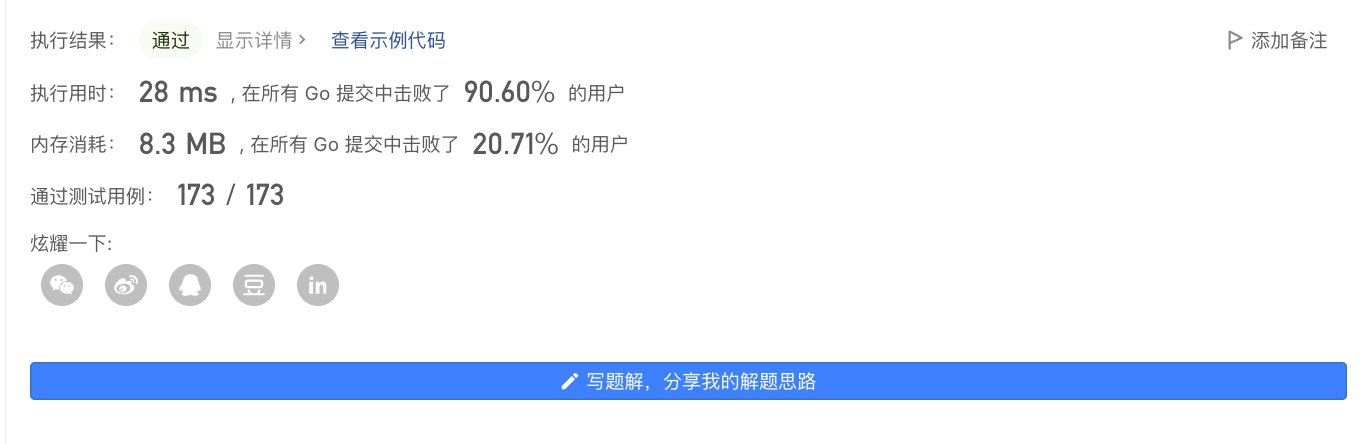 执行结果： 通过 显示详情 › 查看示例代码 添加备注
执行用时： 28 ms , 在所有 Go 提交中击败了 90.60% 的用户
内存消耗： 8.3 MB , 在所有 Go 提交中击败了 20.71% 的用户
通过测试用例： 173 / 173
炫耀一下:
豆 in
写题解，分享我的解题思路